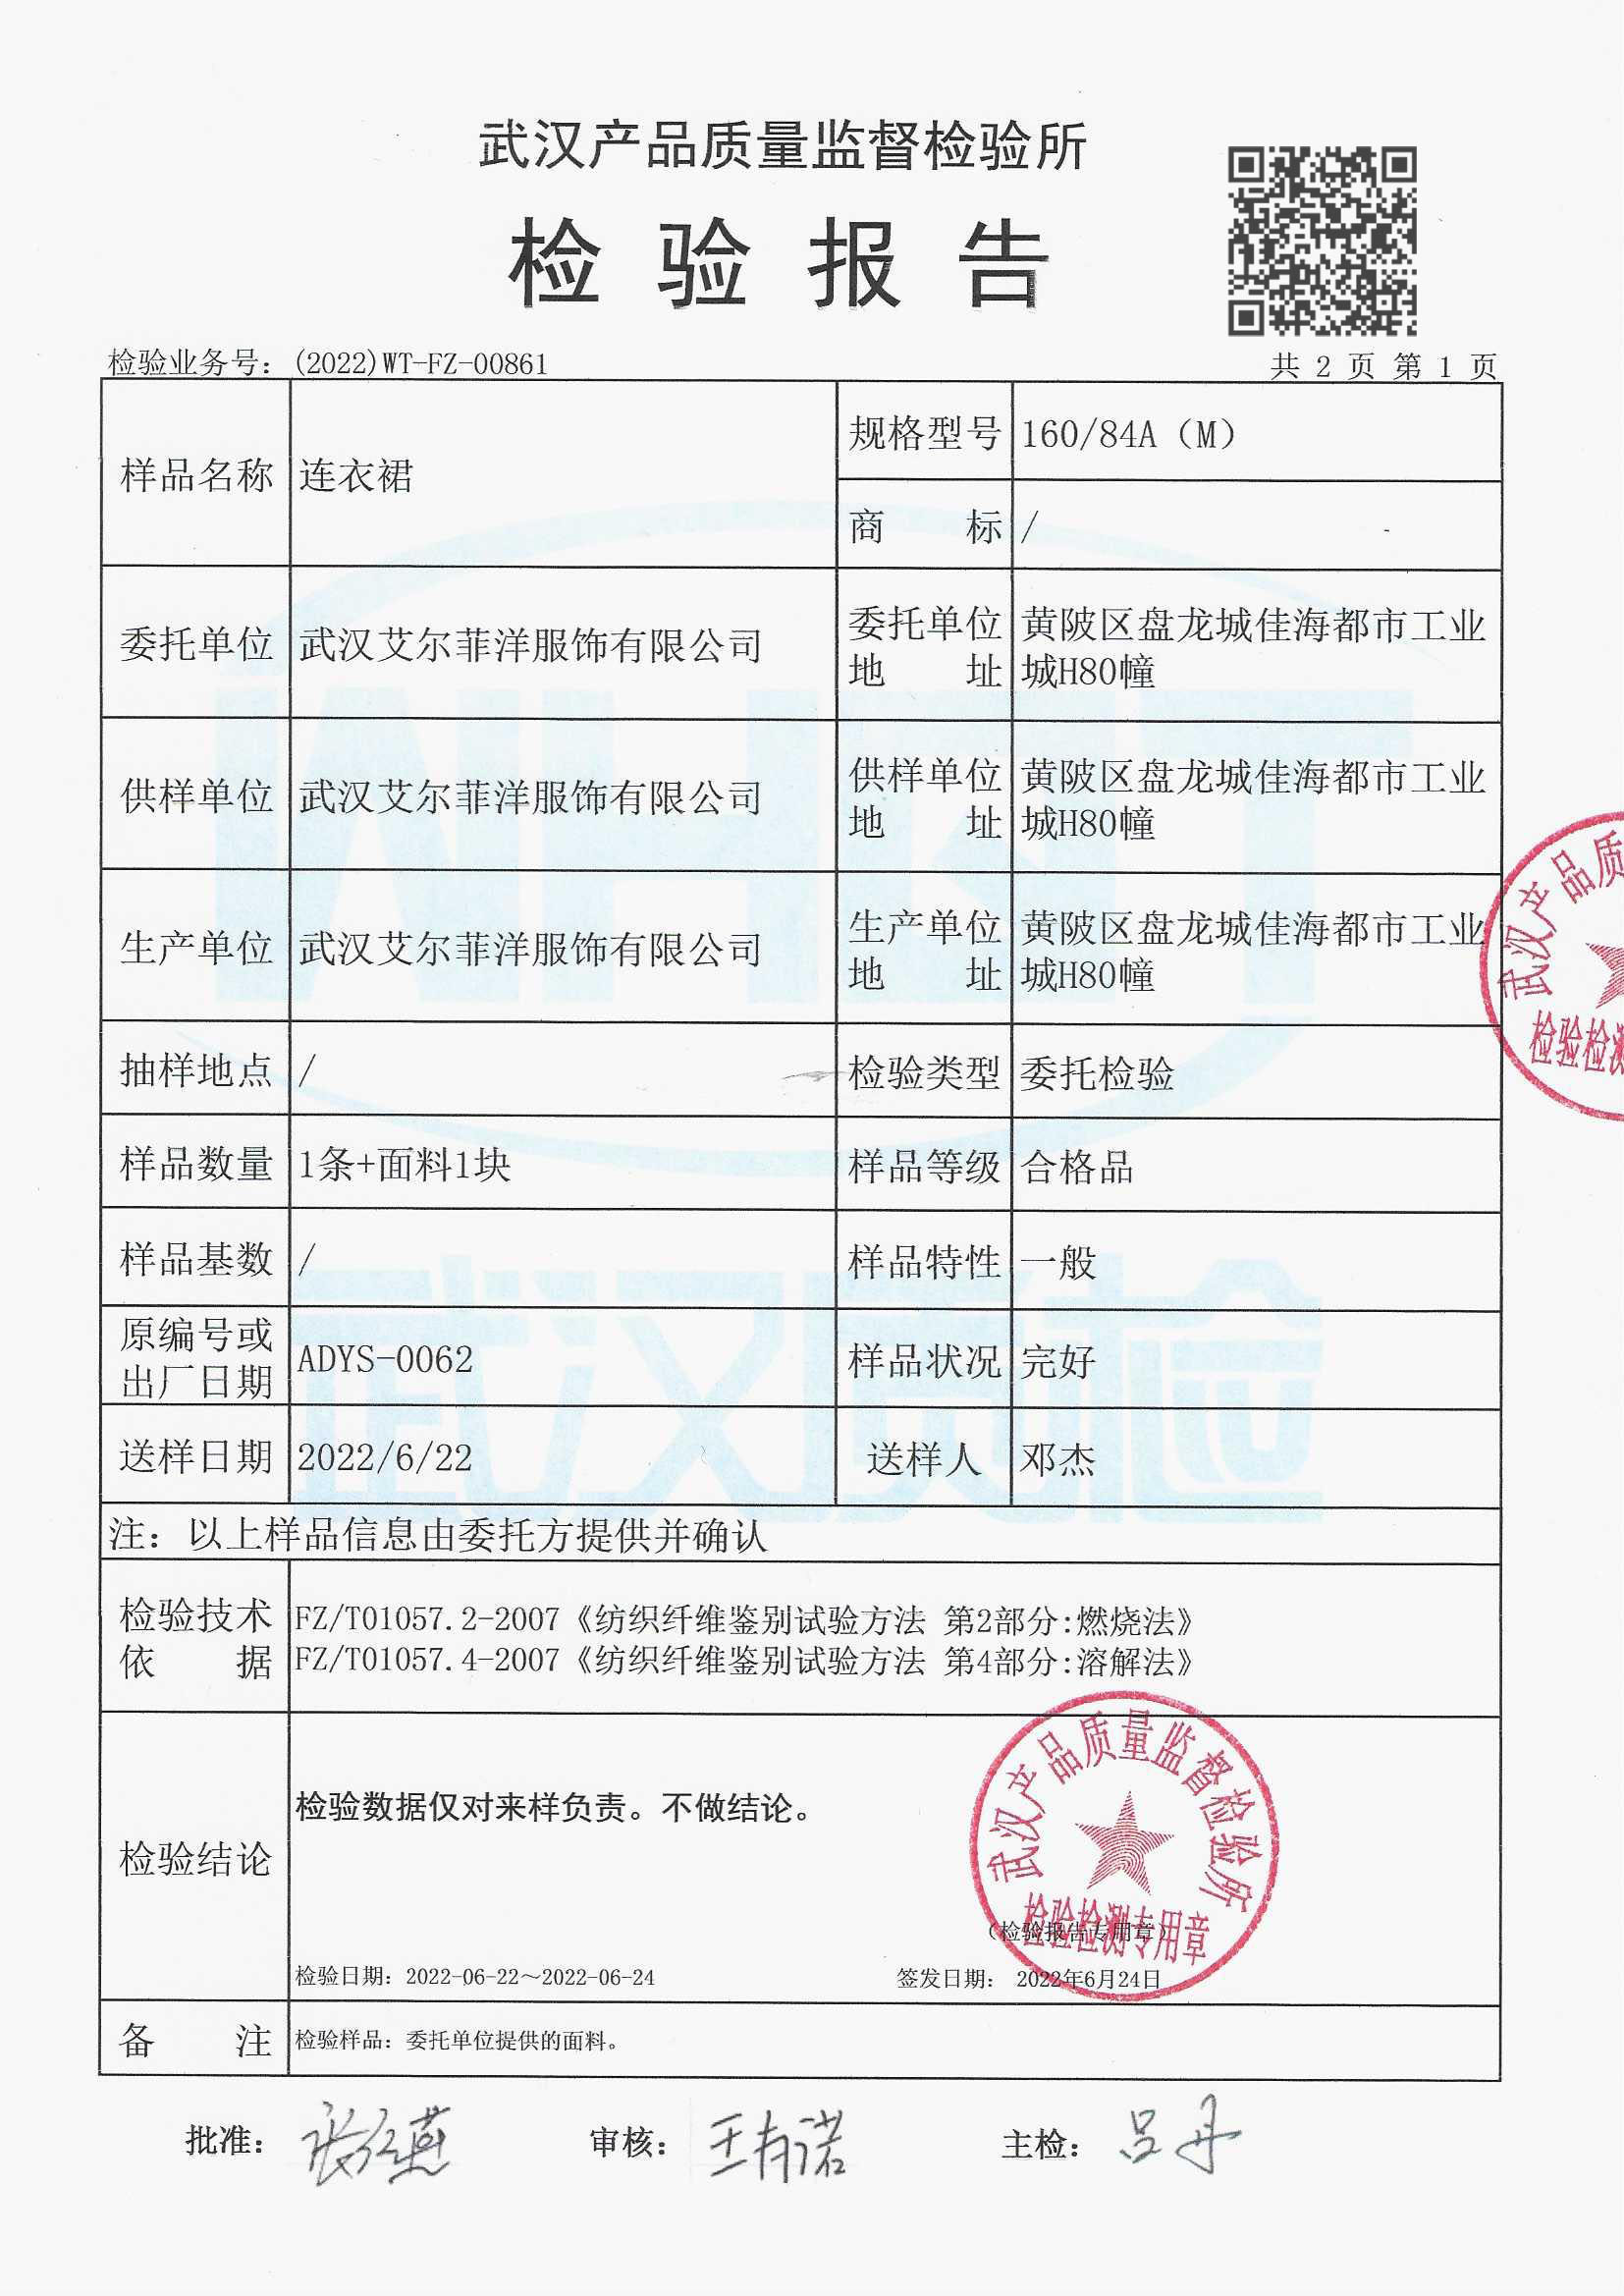 武汉产品质量监督检验所
检验报告
检验业务号：(2022)WT-FZ-00861
共 2 页 第 1 页
样品名称 连衣裙 规格型号 160/84A（M）
商 标 /
委托单位 武汉艾尔菲洋服饰有限公司 委托单位地 址 黄陂区盘龙城佳海都市工业
城H80幢
供样单位 武汉艾尔菲洋服饰有限公司 供样单位地 址 黄陂区盘龙城佳海都市工业
城H80幢
生产单位 武汉艾尔菲洋服饰有限公司 生产单位地 址 黄陂区盘龙城佳海都市工业
城H80幢
抽样地点 / 检验类型 委托检验
样品数量 1条+面料1块 样品等级 合格品
样品基数 / 样品特性 一般
原编号或
出厂日期 ADYS-0062 样品状况 完好
送样日期 2022/6/22 送样人 邓杰
注：以上样品信息由委托方提供并确认
检验技术
依 据
FZ/T01057.2-2007《纺织纤维鉴别试验方法 第2部分:燃烧法》
FZ/T01057.4-2007《纺织纤维鉴别试验方法 第4部分:溶解法》
检验结论
检验数据仅对来样负责。不做结论。
武汉产品质量监督检验所
检验检测专用章
（检验报告专用章）
检验日期：2022-06-22～2022-06-24 签发日期：2022年6月24日
备 注 检验样品：委托单位提供的面料。
批准： 审核： 主检：吕丹
武汉产品质
检验检测
WHQT
武汉质检